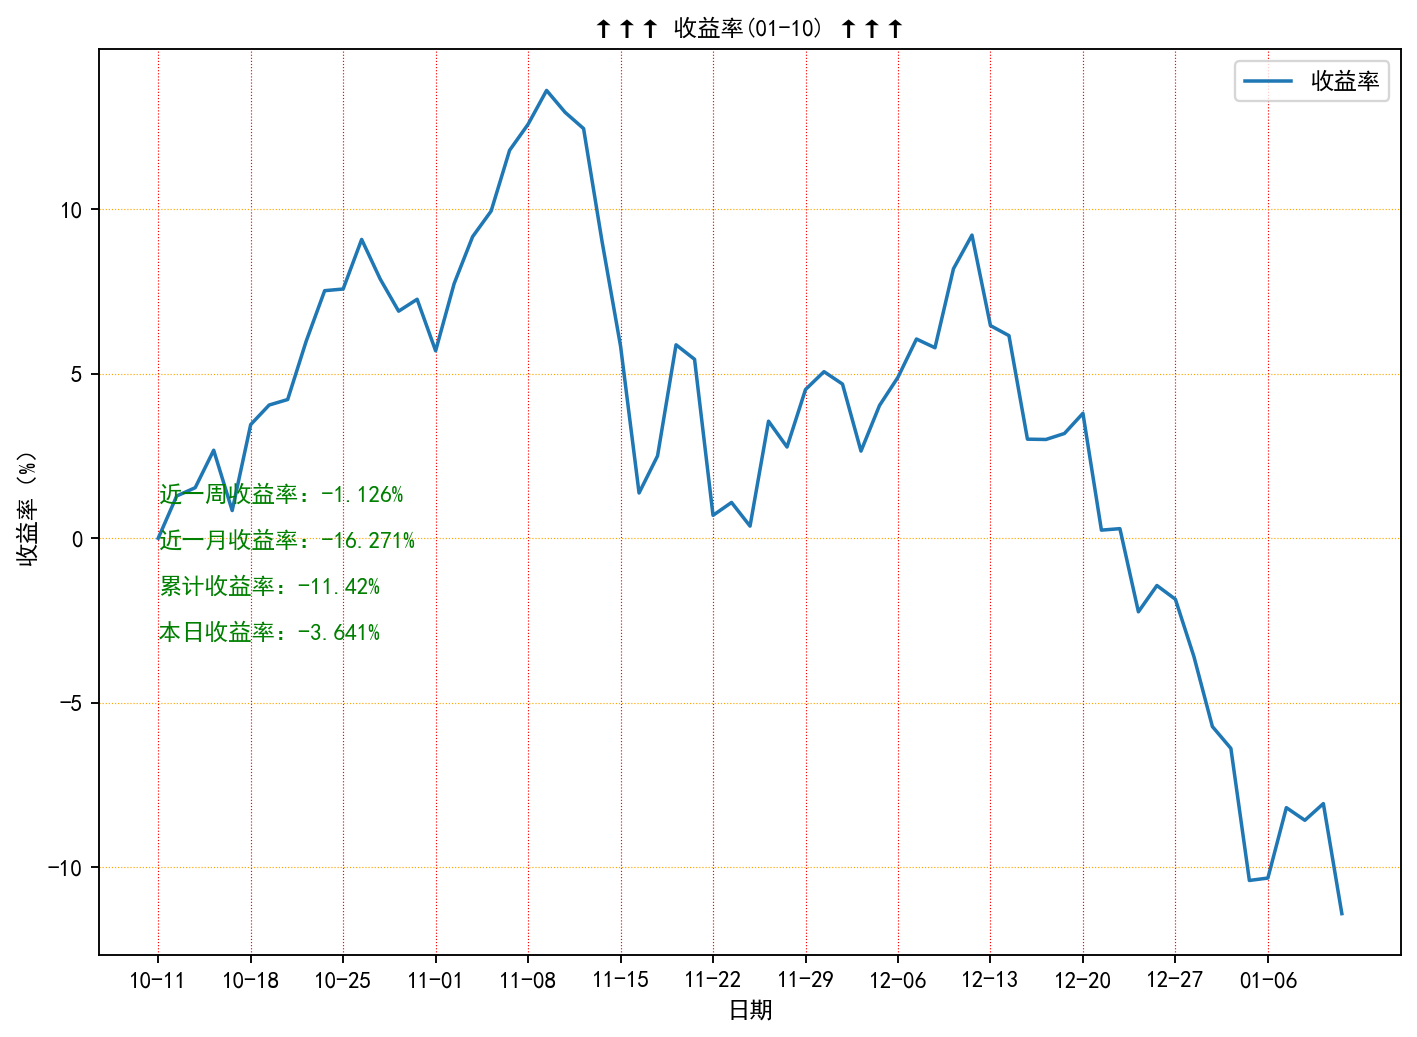 ↑↑↑ 收益率(01-10) ↑↑↑
收益率
10
5
0
-5
-10
收益率 (%)
近一周收益率：-1.126%
近一月收益率：-16.271%
累计收益率：-11.42%
本日收益率：-3.641%
10-11 10-18 10-25 11-01 11-08 11-15 11-22 11-29 12-06 12-13 12-20 12-27 01-06
日期